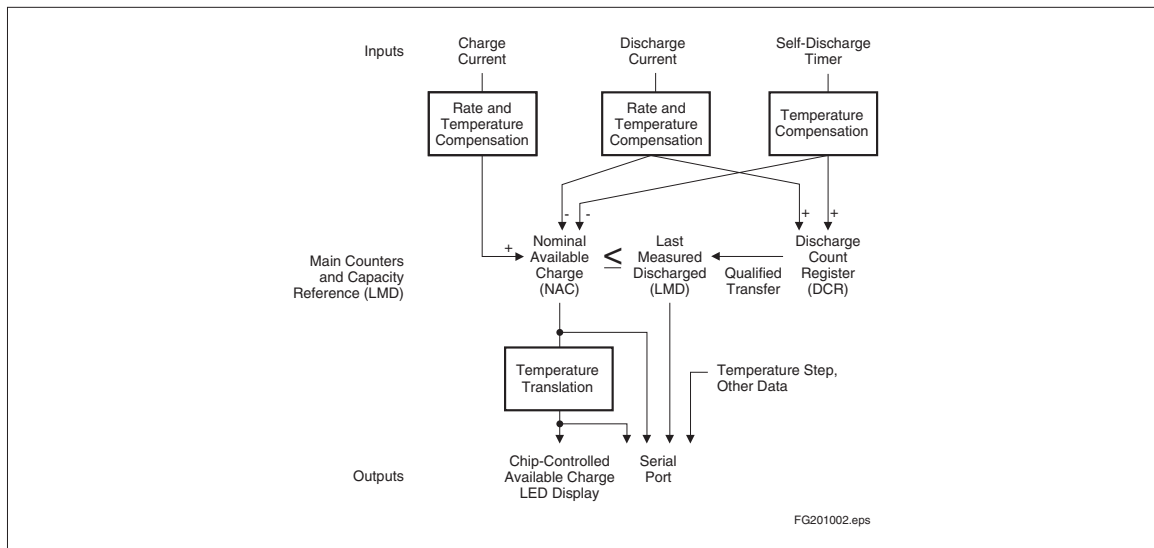 Inputs
Charge
Current
Discharge
Current
Self-Discharge
Timer
Rate and
Temperature
Compensation
Rate and
Temperature
Compensation
Temperature
Compensation
- - + +
+
Main Counters
and Capacity
Reference (LMD)
Nominal
Available
Charge
(NAC)
≤
Last
Measured
Discharged
(LMD)
Qualified
Transfer
Discharge
Count
Register
(DCR)
Temperature
Translation
Temperature Step,
Other Data
Outputs
Chip-Controlled
Available Charge
LED Display
Serial
Port
FG201002.eps